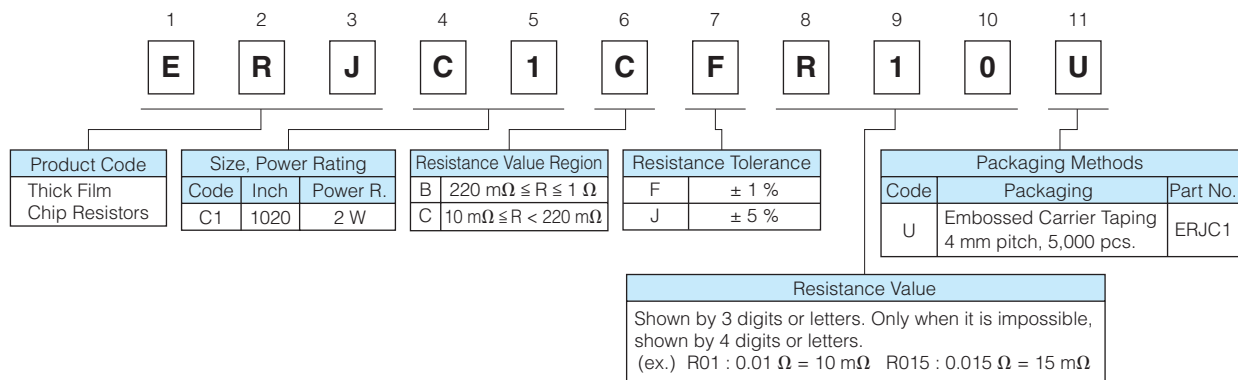 1 2 3 4 5 6 7 8 9 10 11
E R J C 1 C F R 1 0 U
Product Code
Thick Film
Chip Resistors
Size, Power Rating
Code Inch Power R.
C1 1020 2 W
Resistance Value Region
B 220 mΩ ≦ R ≦ 1 Ω
C 10 mΩ ≦ R < 220 mΩ
Resistance Tolerance
F ± 1 %
J ± 5 %
Packaging Methods
Code Packaging Part No.
U Embossed Carrier Taping
4 mm pitch, 5,000 pcs.
ERJC1
Resistance Value
Shown by 3 digits or letters. Only when it is impossible,
shown by 4 digits or letters.
(ex.) R01 : 0.01 Ω = 10 mΩ R015 : 0.015 Ω = 15 mΩ